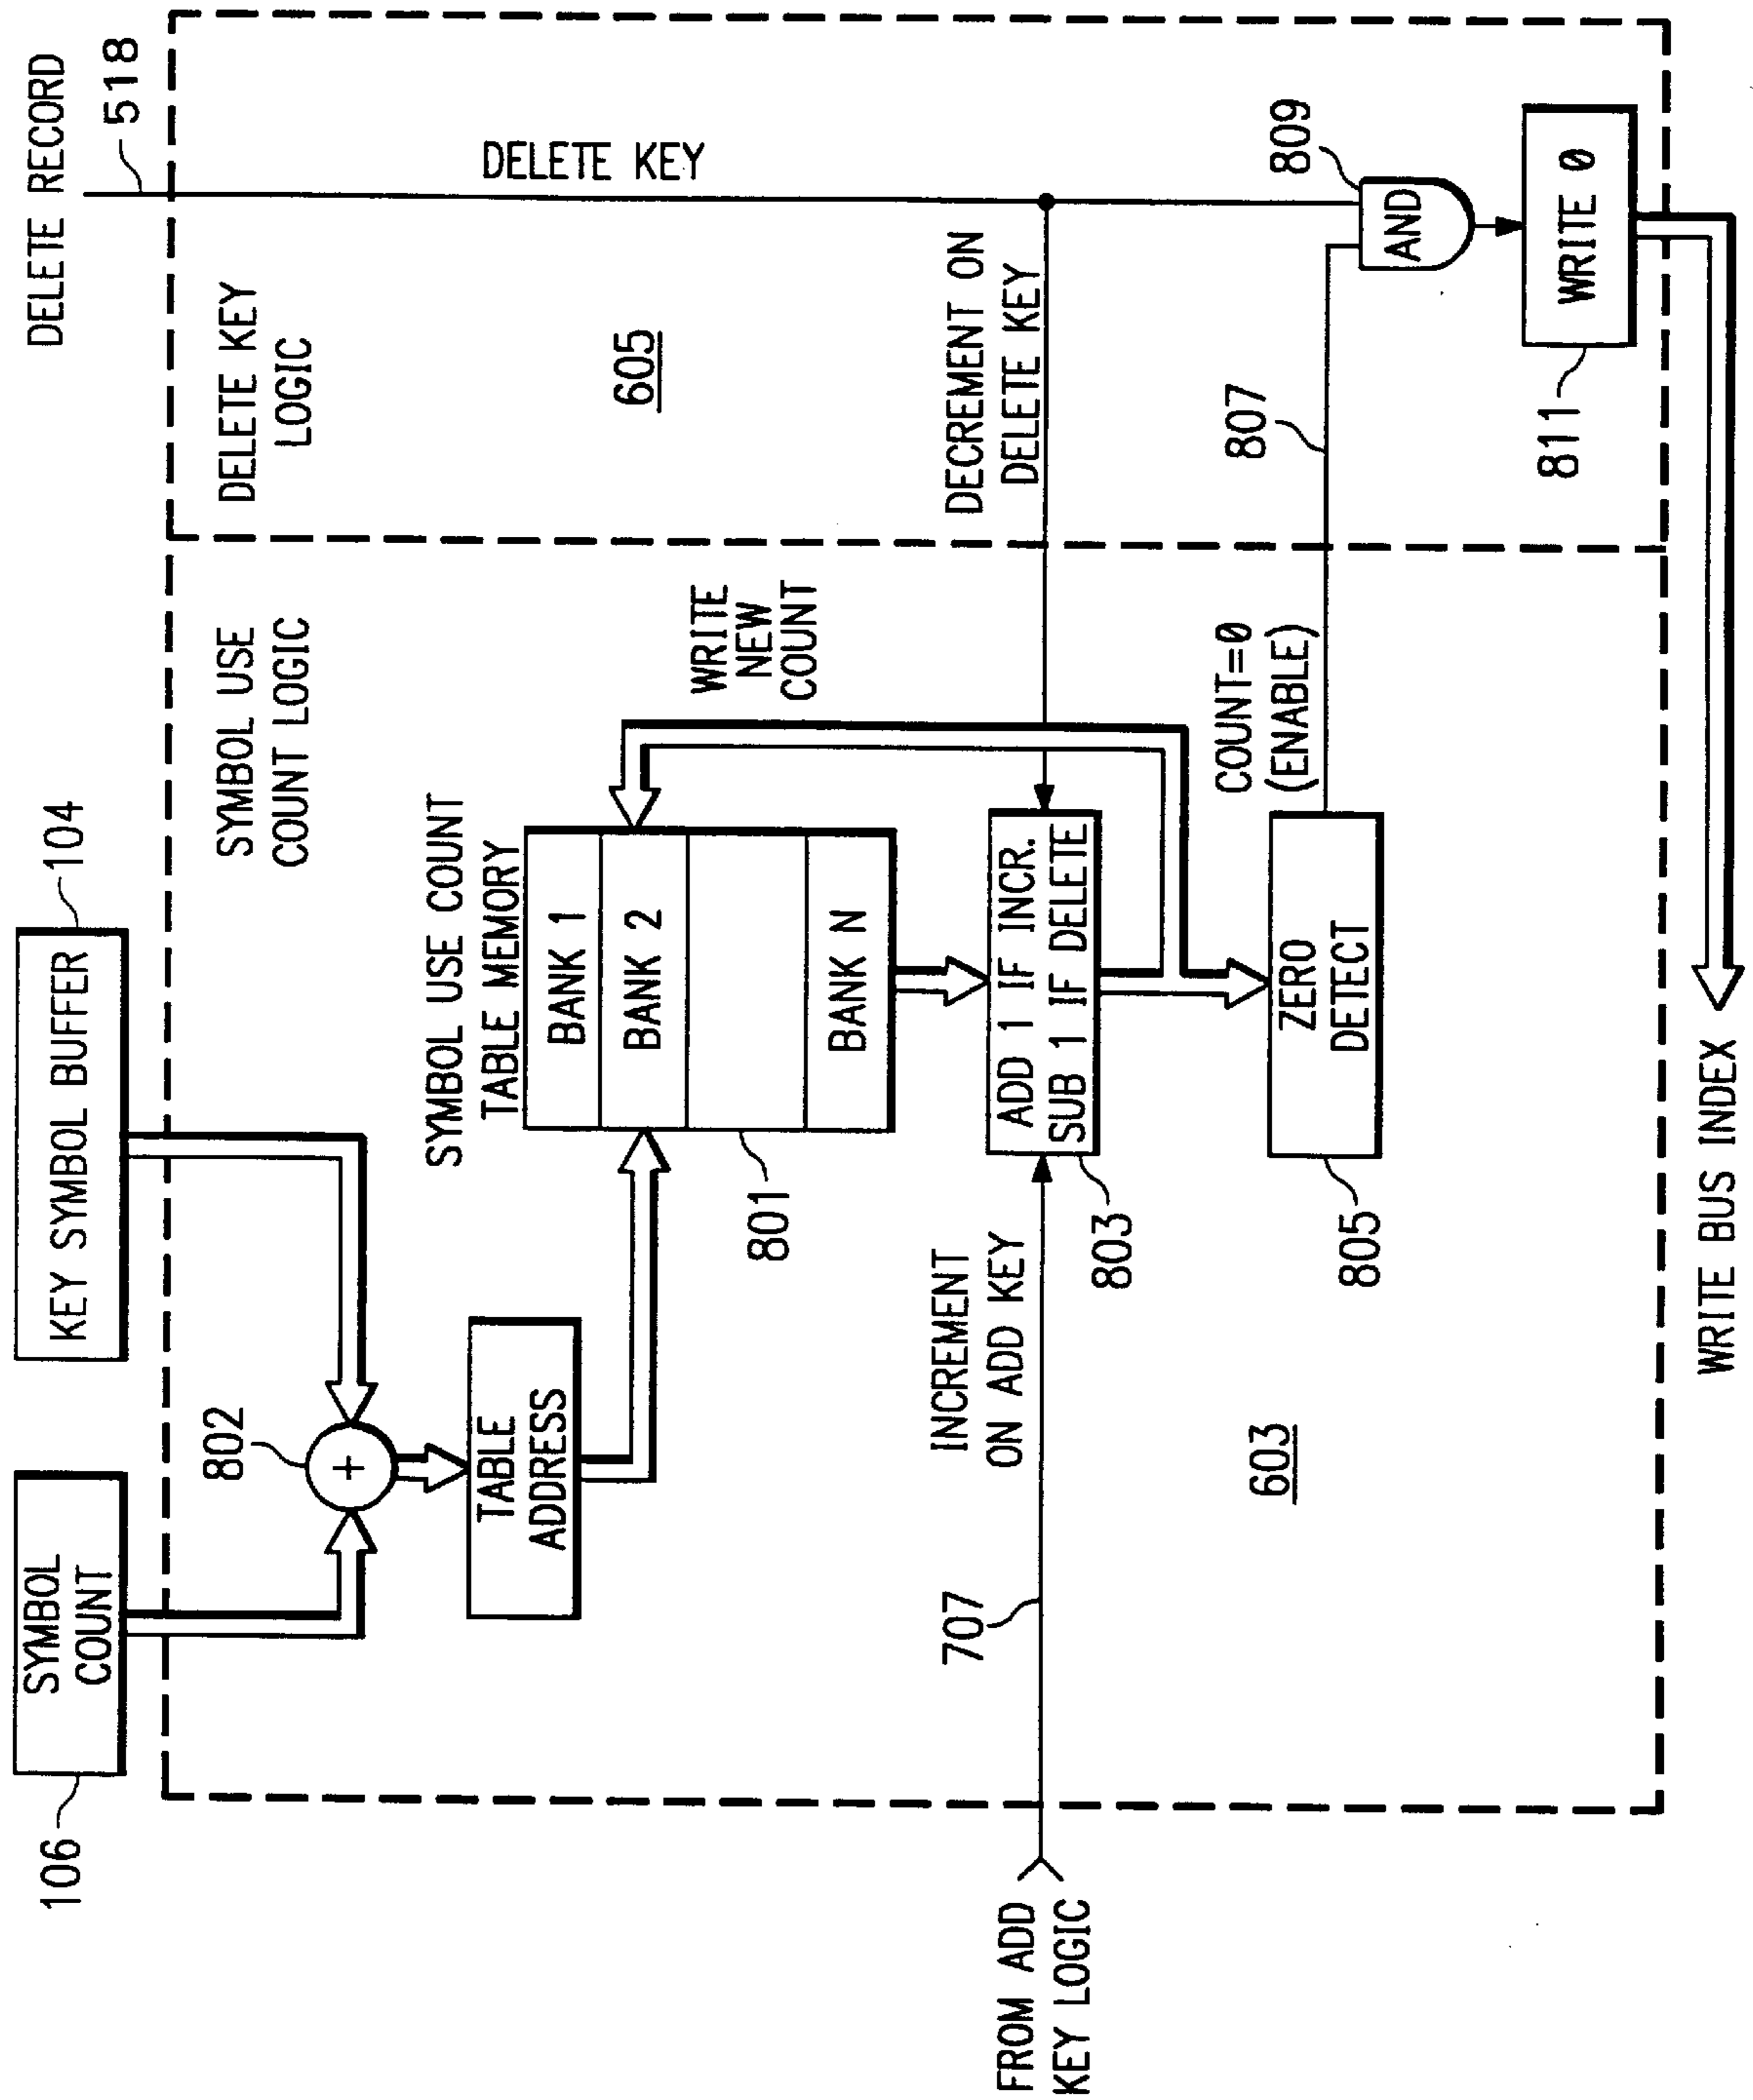 DELETE RECORD
518
106
SYMBOL
COUNT
KEY SYMBOL BUFFER
104
SYMBOL USE
COUNT LOGIC
DELETE KEY
LOGIC
802
+
TABLE
ADDRESS
SYMBOL USE COUNT
TABLE MEMORY
BANK 1
BANK 2
BANK N
801
WRITE
NEW
COUNT
605
DELETE KEY
DECREMENT ON
DELETE KEY
FROM ADD
KEY LOGIC
707
INCREMENT
ON ADD KEY
ADD 1 IF INCR.
SUB 1 IF DELETE
803
603
ZERO
DETECT
805
COUNT=0
(ENABLE)
807
AND
809
WRITE 0
811
WRITE BUS INDEX